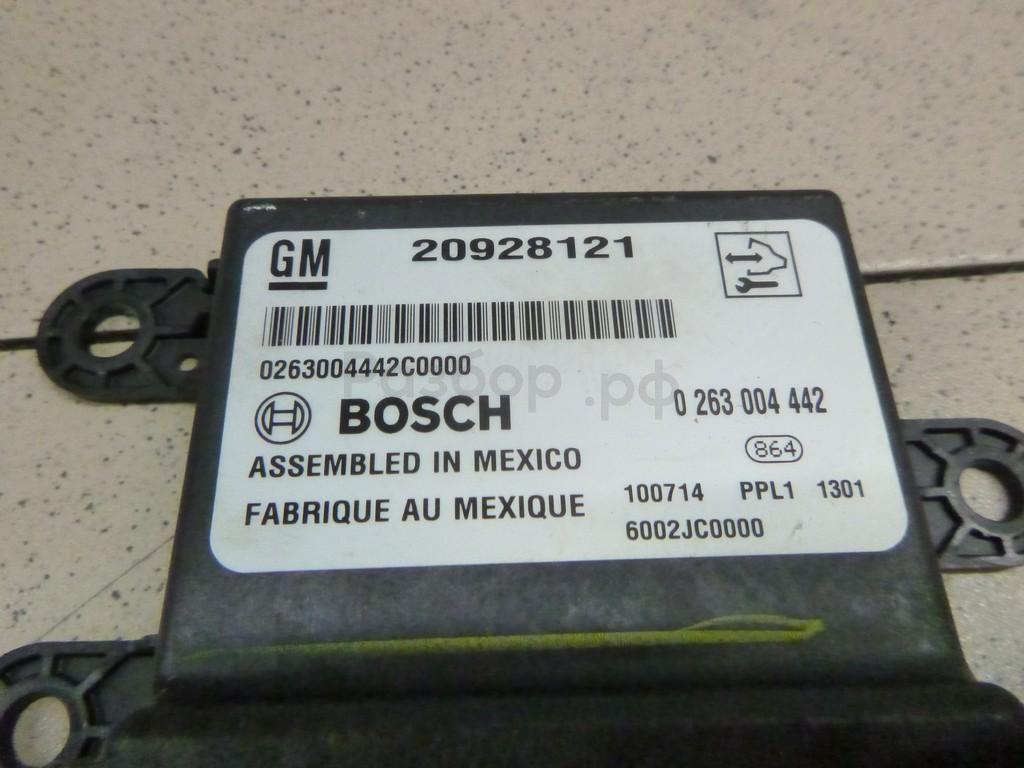 GM 20928121
0263004442C0000
Разбор.рф
BOSCH 0 263 004 442
864
ASSEMBLED IN MEXICO
FABRIQUE AU MEXIQUE
100714 PPL1 1301
6002JC0000